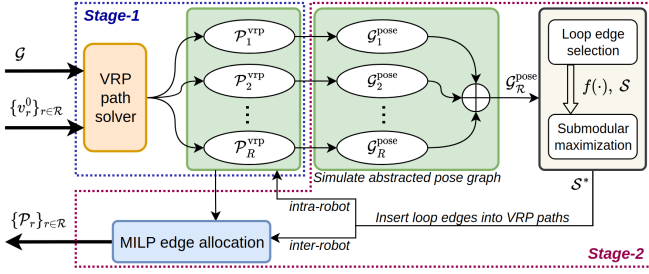 Stage-1
𝒢
{v_r^0}_{r∈ℛ}
VRP
path
solver
𝒫_1^vrp
𝒫_2^vrp
⋮
𝒫_R^vrp
𝒢_1^pose
𝒢_2^pose
⋮
𝒢_R^pose
Simulate abstracted pose graph
𝒢_ℛ^pose
Loop edge
selection
f(·), 𝒮
Submodular
maximization
𝒮*
intra-robot
Insert loop edges into VRP paths
inter-robot
{𝒫_r}_{r∈ℛ}
MILP edge allocation
Stage-2